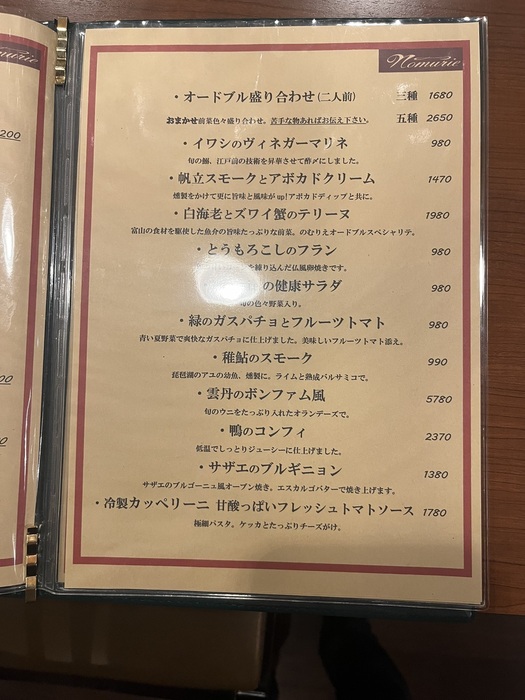 Nomurie
・オードブル盛り合わせ(二人前) 三種 1680
おまかせ前菜色々盛り合わせ。苦手な物あればお伝え下さい。 五種 2650
・イワシのヴィネガーマリネ 980
旬の鰯、江戸前の技術を昇華させて酢〆にしました。
・帆立スモークとアボカドクリーム 1470
燻製をかけて更に旨味と風味がup!アボカドディップと共に。
・白海老とズワイ蟹のテリーヌ 1980
富山の食材を駆使した魚介の旨味たっぷりな前菜。のむりえオードブルスペシャリテ。
・とうもろこしのフラン 980
を練り込んだ仏風卵焼きです。
の健康サラダ 980
旬の色々野菜入り。
・緑のガスパチョとフルーツトマト 980
青い夏野菜で爽快なガスパチョに仕上げました。美味しいフルーツトマト添え。
・稚鮎のスモーク 990
琵琶湖のアユの幼魚、燻製に。ライムと熟成バルサミコで。
・雲丹のボンファム風 5780
旬のウニをたっぷり入れたオランデーズで。
・鴨のコンフィ 2370
低温でしっとりジューシーに仕上げました。
・サザエのブルギニョン 1380
サザエのブルゴーニュ風オーブン焼き。エスカルゴバターで焼き上げます。
・冷製カッペリーニ 甘酸っぱいフレッシュトマトソース 1780
極細パスタ。ケッカとたっぷりチーズがけ。